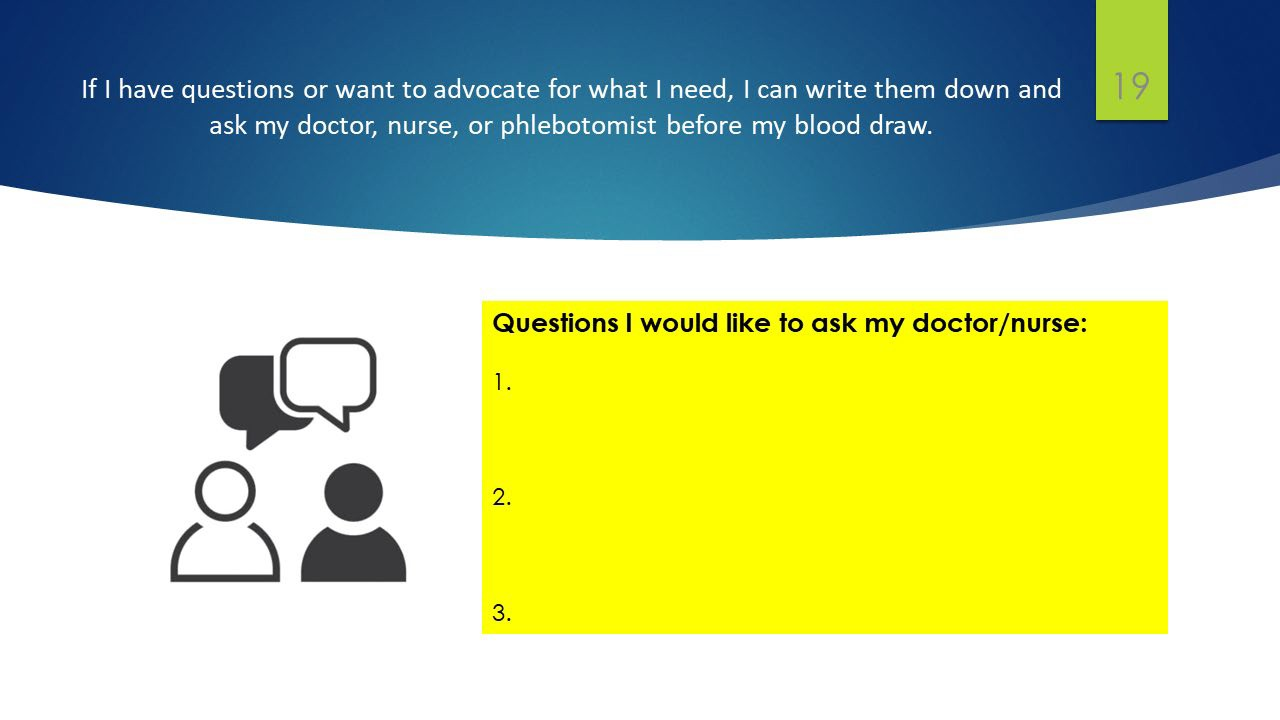 If I have questions or want to advocate for what I need, I can write them down and
ask my doctor, nurse, or phlebotomist before my blood draw.
19
Questions I would like to ask my doctor/nurse:
1.
2.
3.